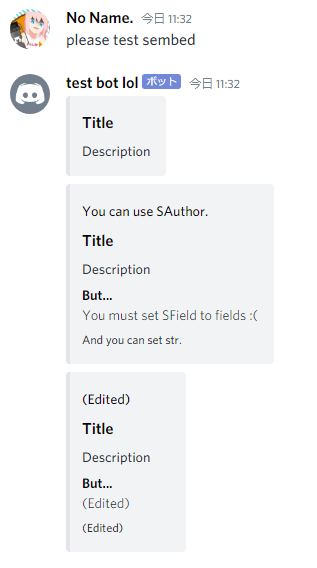 No Name. 今日 11:32
please test sembed
test bot lol ボット 今日 11:32
Title
Description
You can use SAuthor.
Title
Description
But...
You must set SField to fields :(
And you can set str.
(Edited)
Title
Description
But...
(Edited)
(Edited)